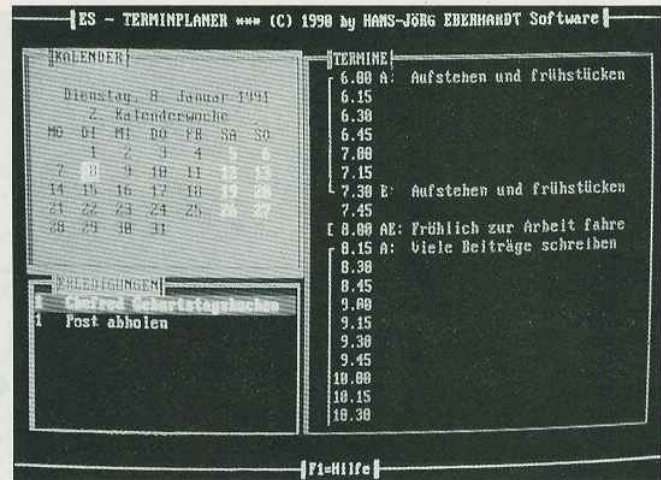 ES - TERMINPLANER *** (C) 1990 by HANS-JÖRG EBERHARDT Software
KALENDER
Dienstag, 8. Januar 1991
2. Kalenderwoche
MO DI MI DO FR SA SO
1 2 3 4 5 6
7 8 9 10 11 12 13
14 15 16 17 18 19 20
21 22 23 24 25 26 27
28 29 30 31
ERLEDIGUNGEN
1 Chefred Geburtstagskuchen
1 Post abholen
TERMINE
6.00 A: Aufstehen und frühstücken
6.15
6.30
6.45
7.00
7.15
7.30 E: Aufstehen und frühstücken
7.45
8.00 AE: Fröhlich zur Arbeit fahre
8.15 A: Viele Beiträge schreiben
8.30
8.45
9.00
9.15
9.30
9.45
10.00
10.15
10.30
F1=Hilfe